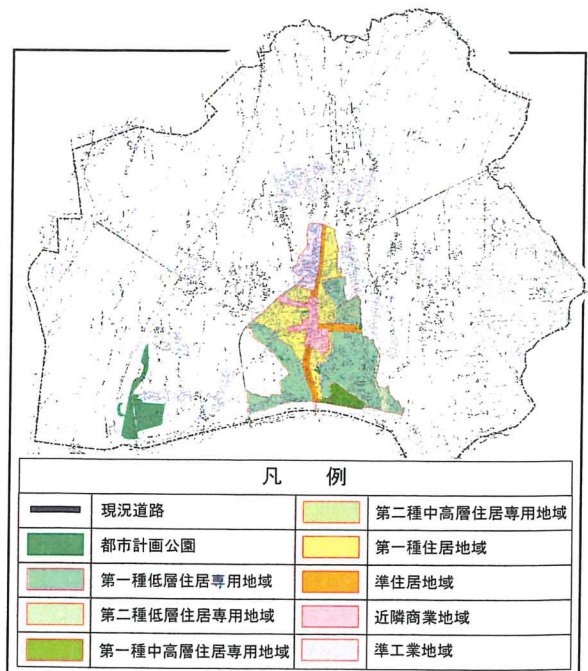 凡 例
現況道路
都市計画公園
第一種低層住居専用地域
第二種低層住居専用地域
第一種中高層住居専用地域
第二種中高層住居専用地域
第一種住居地域
準住居地域
近隣商業地域
準工業地域